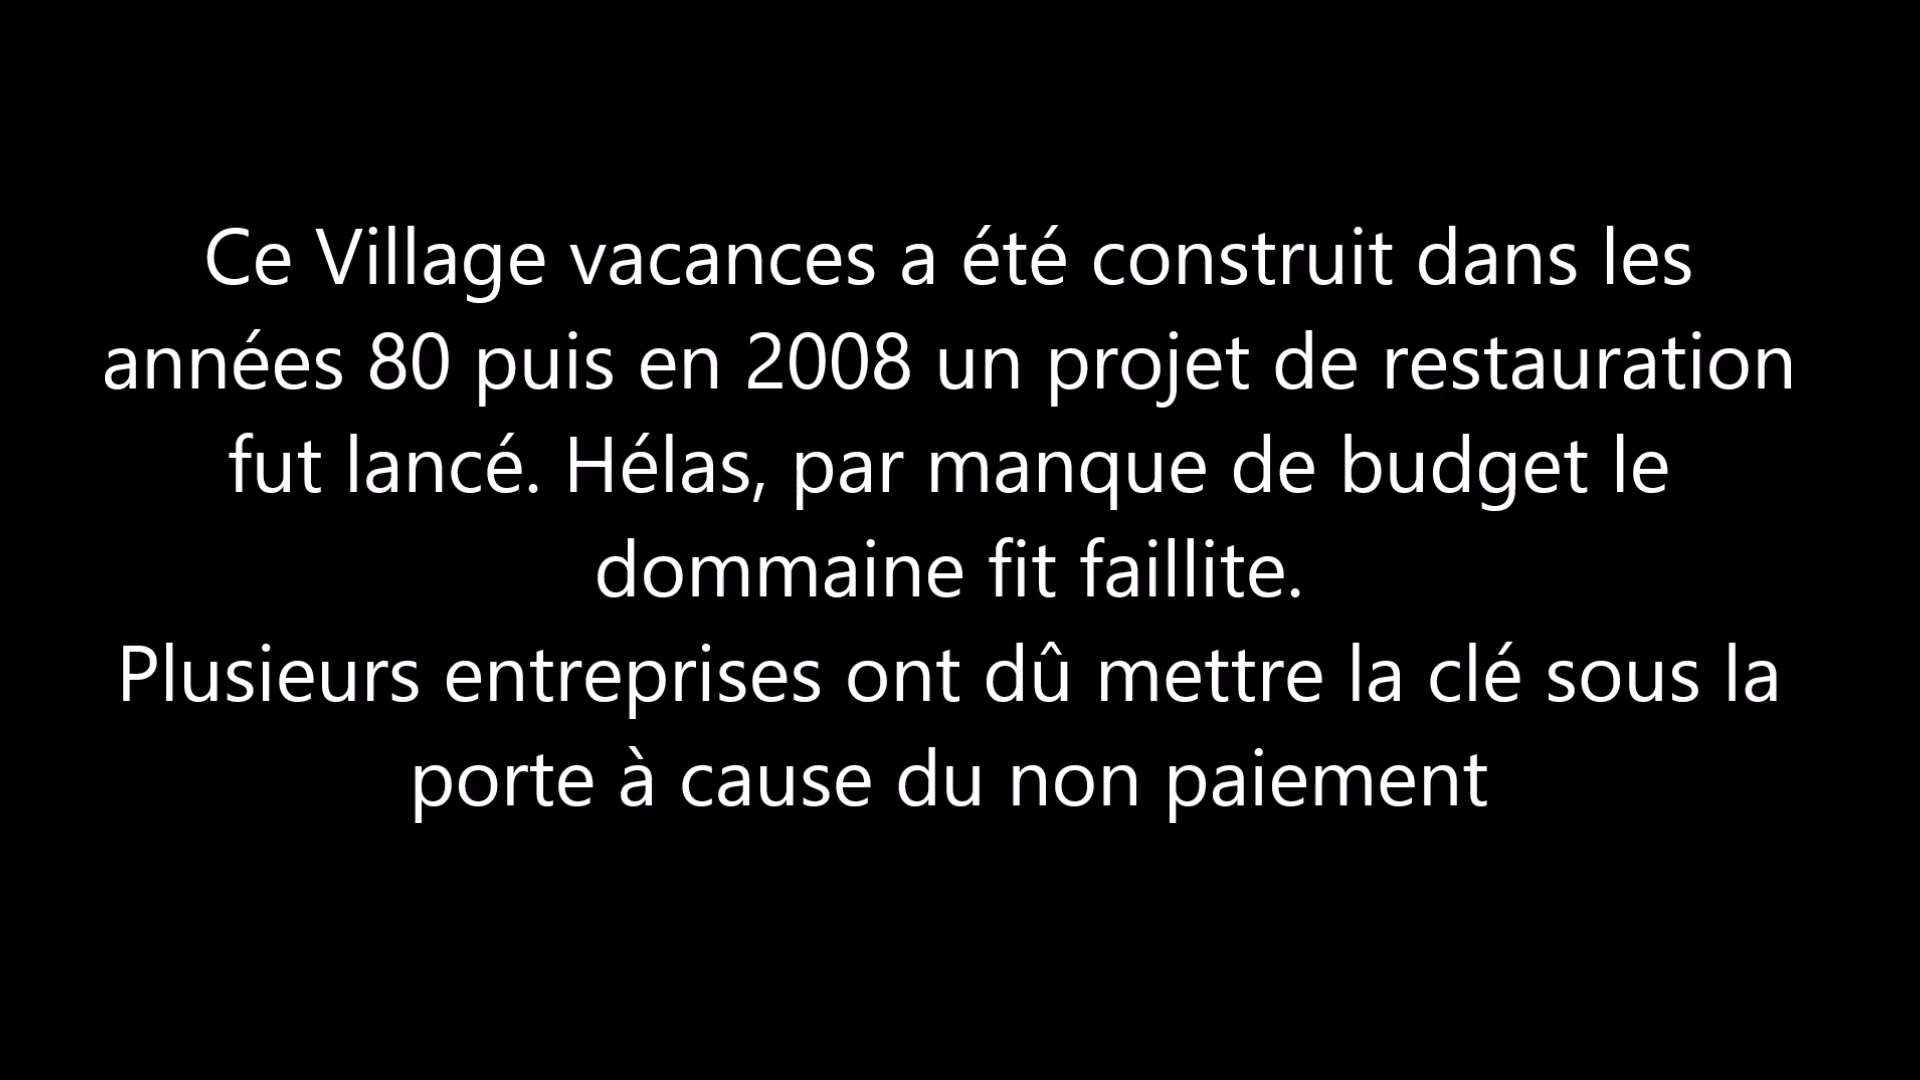 Ce Village vacances a été construit dans les
années 80 puis en 2008 un projet de restauration
fut lancé. Hélas, par manque de budget le
dommaine fit faillite.
Plusieurs entreprises ont dû mettre la clé sous la
porte à cause du non paiement